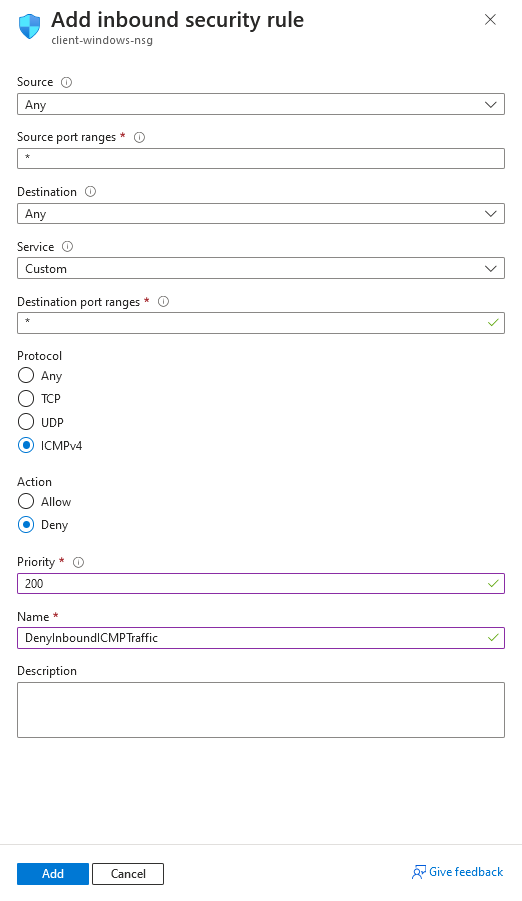 Add inbound security rule
client-windows-nsg
Source
Any
Source port ranges *
*
Destination
Any
Service
Custom
Destination port ranges *
*
Protocol
Any
TCP
UDP
ICMPv4
Action
Allow
Deny
Priority *
200
Name *
DenyInboundICMPTraffic
Description
Add
Cancel
Give feedback